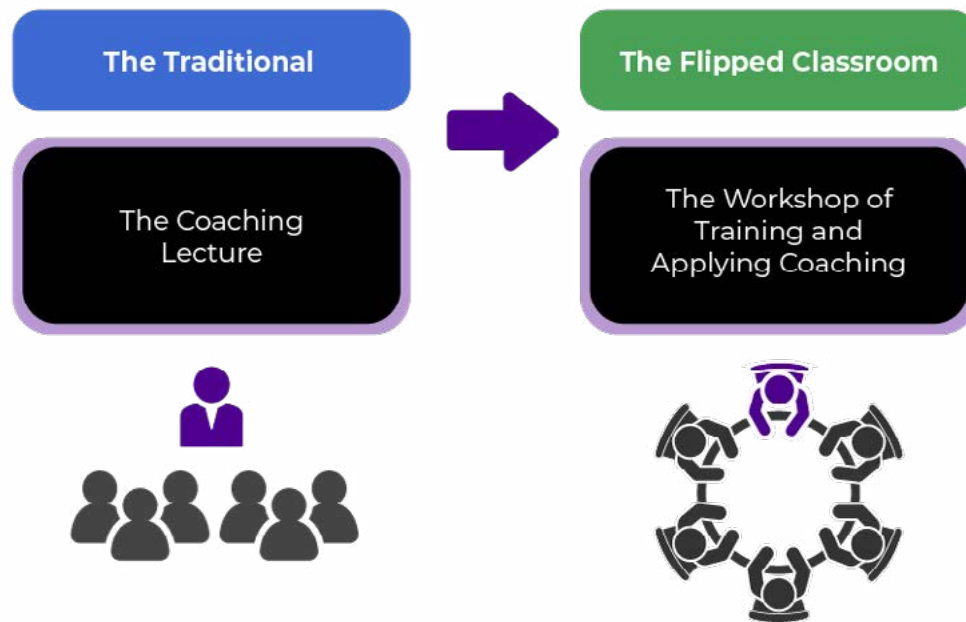 The Traditional
The Flipped Classroom
The Coaching
Lecture
The Workshop of
Training and
Applying Coaching